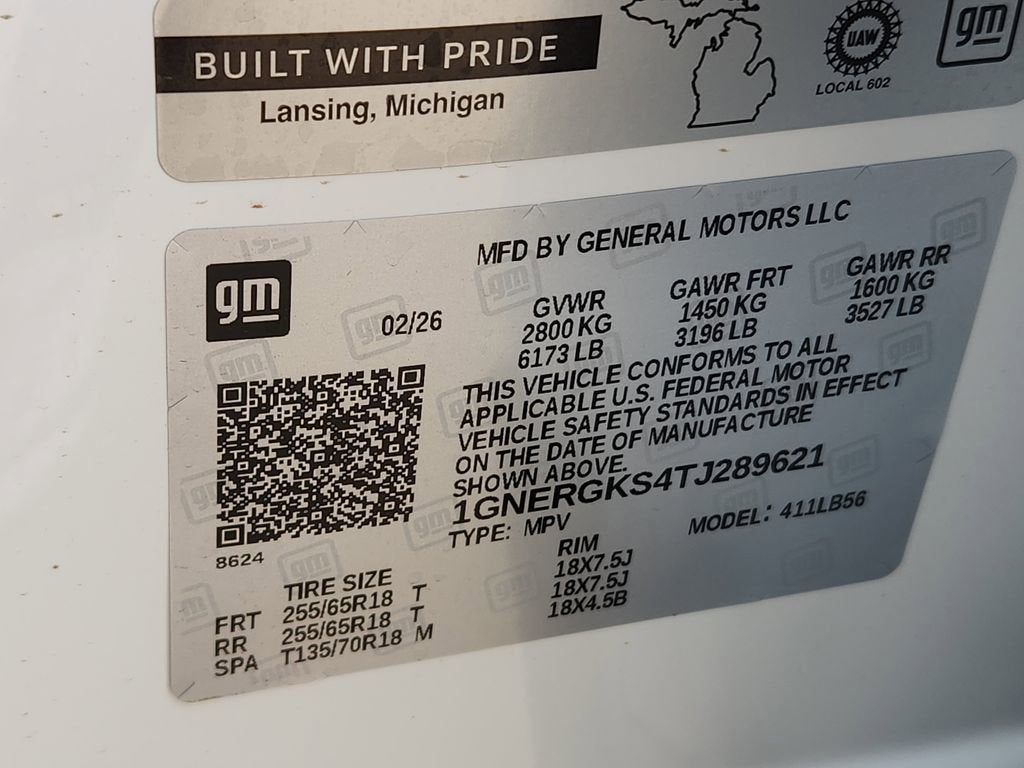 BUILT WITH PRIDE
Lansing, Michigan
UAW
LOCAL 602
gm
MFD BY GENERAL MOTORS LLC
gm
02/26
GVWR GAWR FRT GAWR RR
2800 KG 1450 KG 1600 KG
6173 LB 3196 LB 3527 LB
THIS VEHICLE CONFORMS TO ALL
APPLICABLE U.S. FEDERAL MOTOR
VEHICLE SAFETY STANDARDS IN EFFECT
ON THE DATE OF MANUFACTURE
SHOWN ABOVE.
1GNERGKS4TJ289621
TYPE: MPV MODEL: 411LB56
8624
TIRE SIZE RIM
FRT 255/65R18 T 18X7.5J
RR 255/65R18 T 18X7.5J
SPA T135/70R18 M 18X4.5B